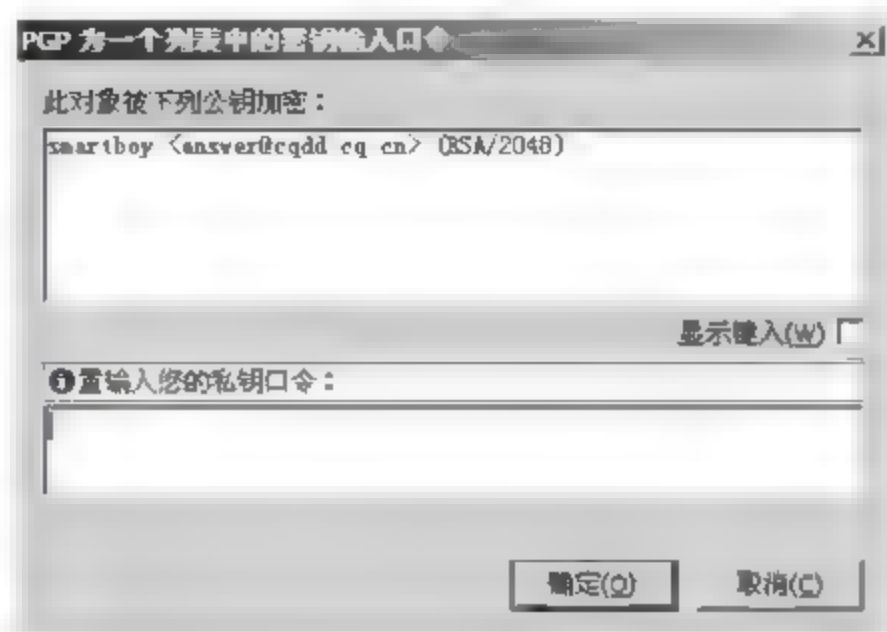 PGP 为一个列表中的密钥输入口令
此对象被下列公钥加密：
smartboy <answer@cqdd cq cn> (RSA/2048)
显示键入(W)
重输入您的私钥口令：
确定(O)
取消(C)